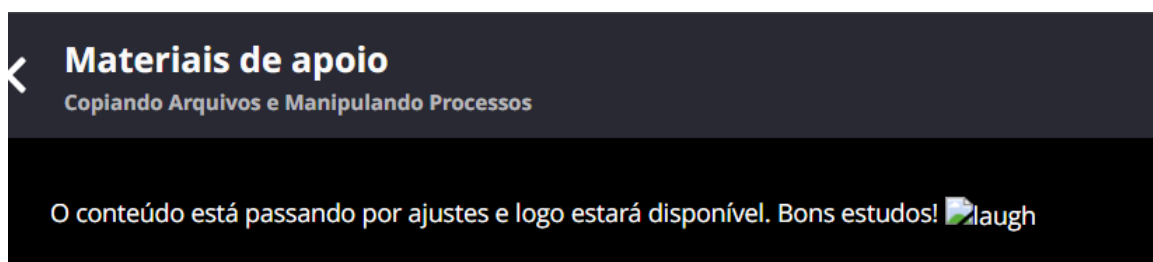 Materiais de apoio
Copiando Arquivos e Manipulando Processos
O conteúdo está passando por ajustes e logo estará disponível. Bons estudos! laugh